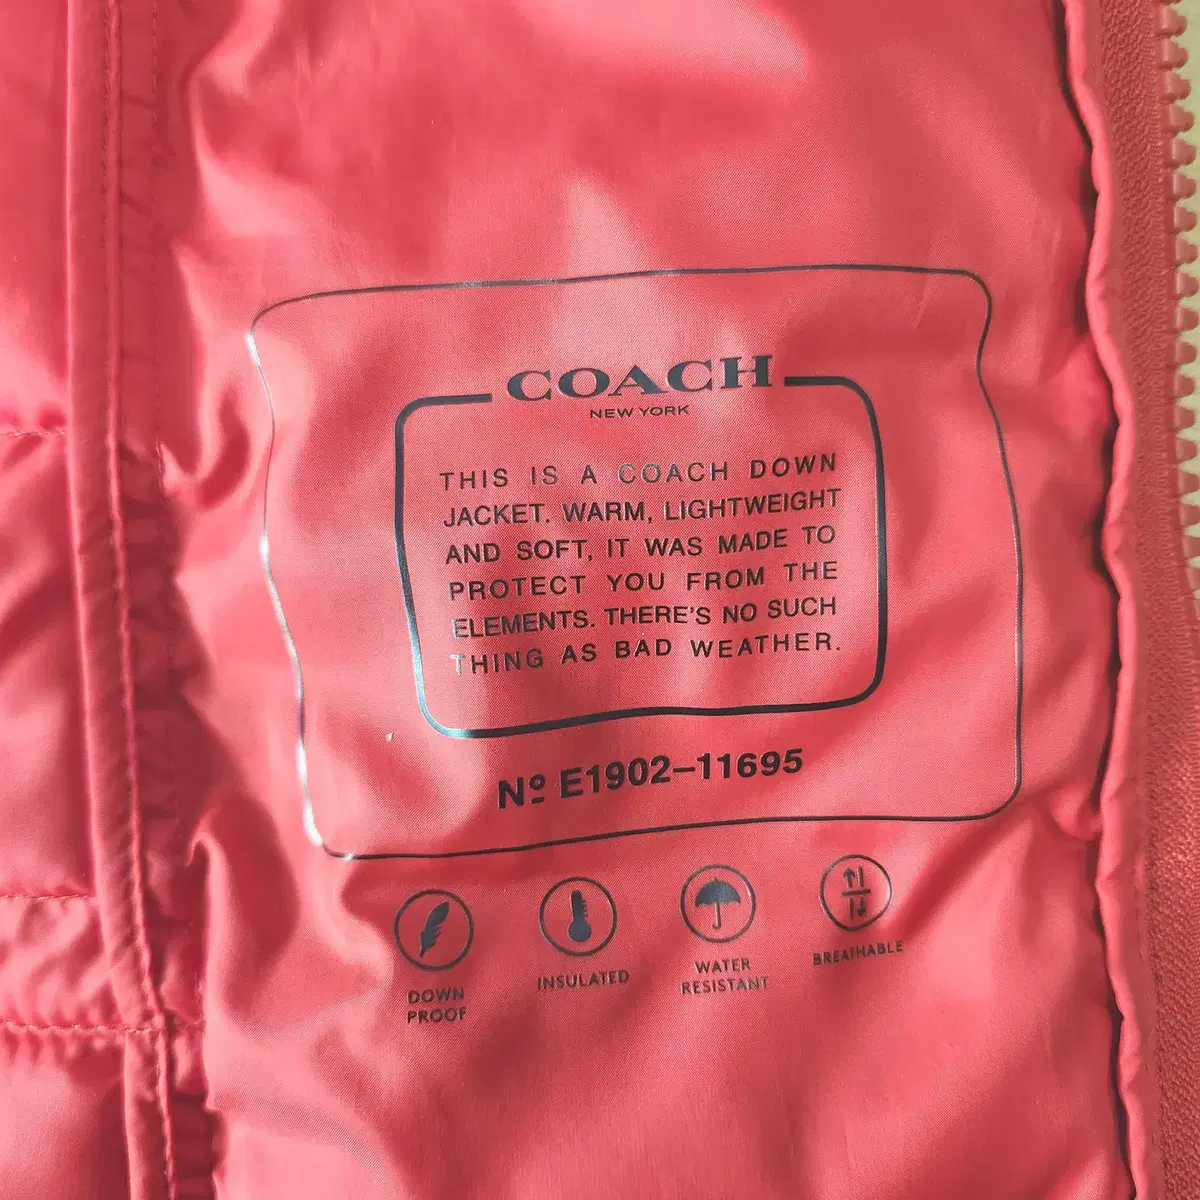 COACH
NEW YORK
THIS IS A COACH DOWN
JACKET. WARM, LIGHTWEIGHT
AND SOFT, IT WAS MADE TO
PROTECT YOU FROM THE
ELEMENTS. THERE'S NO SUCH
THING AS BAD WEATHER.
Nº E1902-11695
DOWN
PROOF
INSULATED
WATER
RESISTANT
BREATHABLE